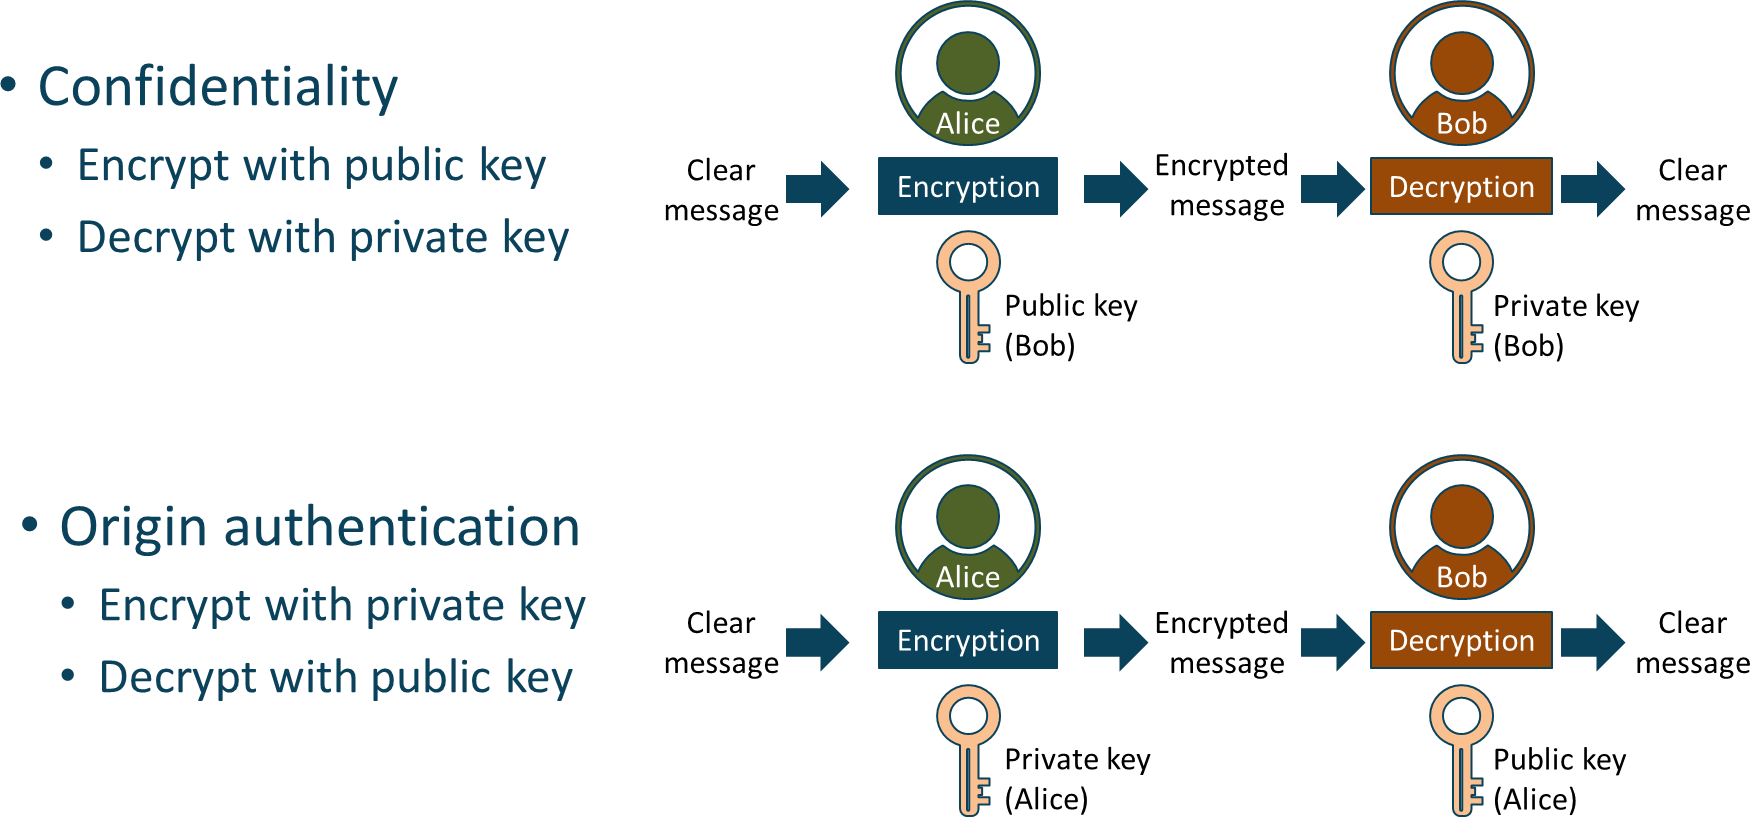 • Confidentiality
• Encrypt with public key
• Decrypt with private key
Alice
Bob
Clear
message
Encryption
Encrypted
message
Decryption
Clear
message
Public key
(Bob)
Private key
(Bob)
• Origin authentication
• Encrypt with private key
• Decrypt with public key
Alice
Bob
Clear
message
Encryption
Encrypted
message
Decryption
Clear
message
Private key
(Alice)
Public key
(Alice)